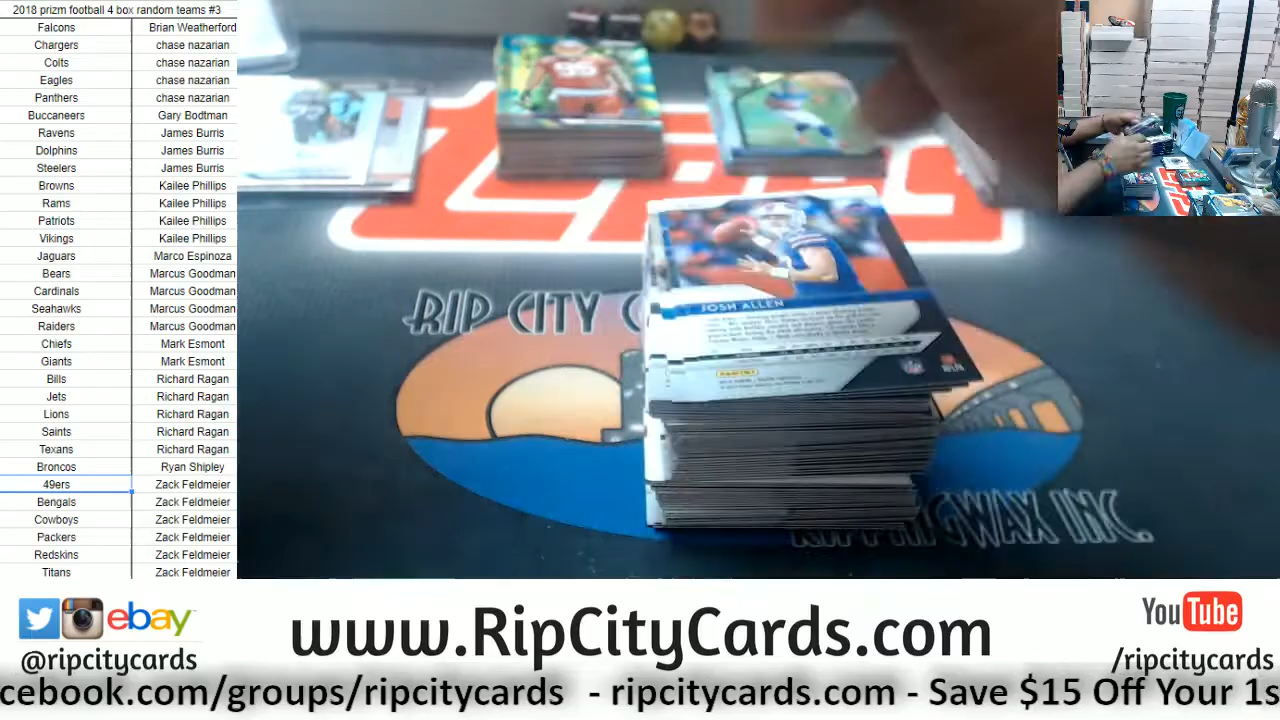 2018 prizm football 4 box random teams #3
Falcons Brian Weatherford
Chargers chase nazarian
Colts chase nazarian
Eagles chase nazarian
Panthers chase nazarian
Buccaneers Gary Bodtman
Ravens James Burris
Dolphins James Burris
Steelers James Burris
Browns Kailee Phillips
Rams Kailee Phillips
Patriots Kailee Phillips
Vikings Kailee Phillips
Jaguars Marco Espinoza
Bears Marcus Goodman
Cardinals Marcus Goodman
Seahawks Marcus Goodman
Raiders Marcus Goodman
Chiefs Mark Esmont
Giants Mark Esmont
Bills Richard Ragan
Jets Richard Ragan
Lions Richard Ragan
Saints Richard Ragan
Texans Richard Ragan
Broncos Ryan Shipley
49ers Zack Feldmeier
Bengals Zack Feldmeier
Cowboys Zack Feldmeier
Packers Zack Feldmeier
Redskins Zack Feldmeier
Titans Zack Feldmeier
RIP CITY C
JOSH ALLEN
WAX INC.
ebay
@ripcitycards
www.RipCityCards.com
YouTube
/ripcitycards
cebook.com/groups/ripcitycards - ripcitycards.com - Save $15 Off Your 1s